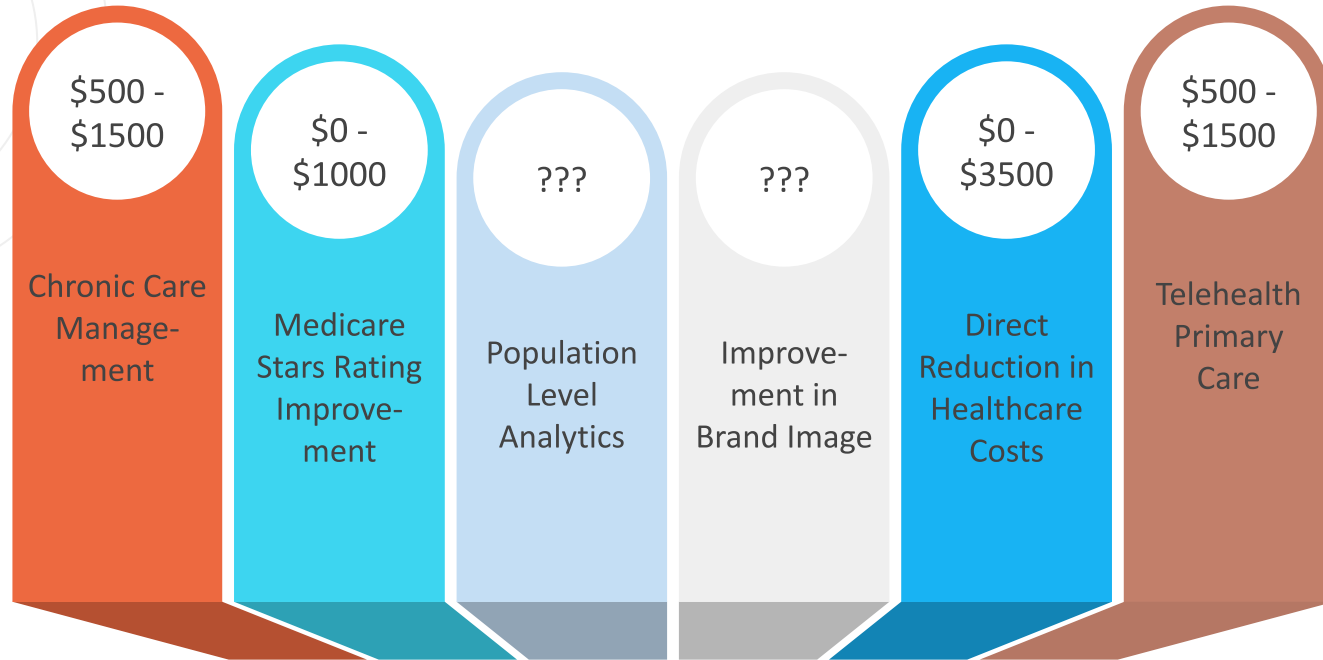 $500 -
$1500
Chronic Care
Manage-
ment
$0 -
$1000
Medicare
Stars Rating
Improve-
ment
???
Population
Level
Analytics
???
Improve-
ment in
Brand Image
$0 -
$3500
Direct
Reduction in
Healthcare
Costs
$500 -
$1500
Telehealth
Primary
Care